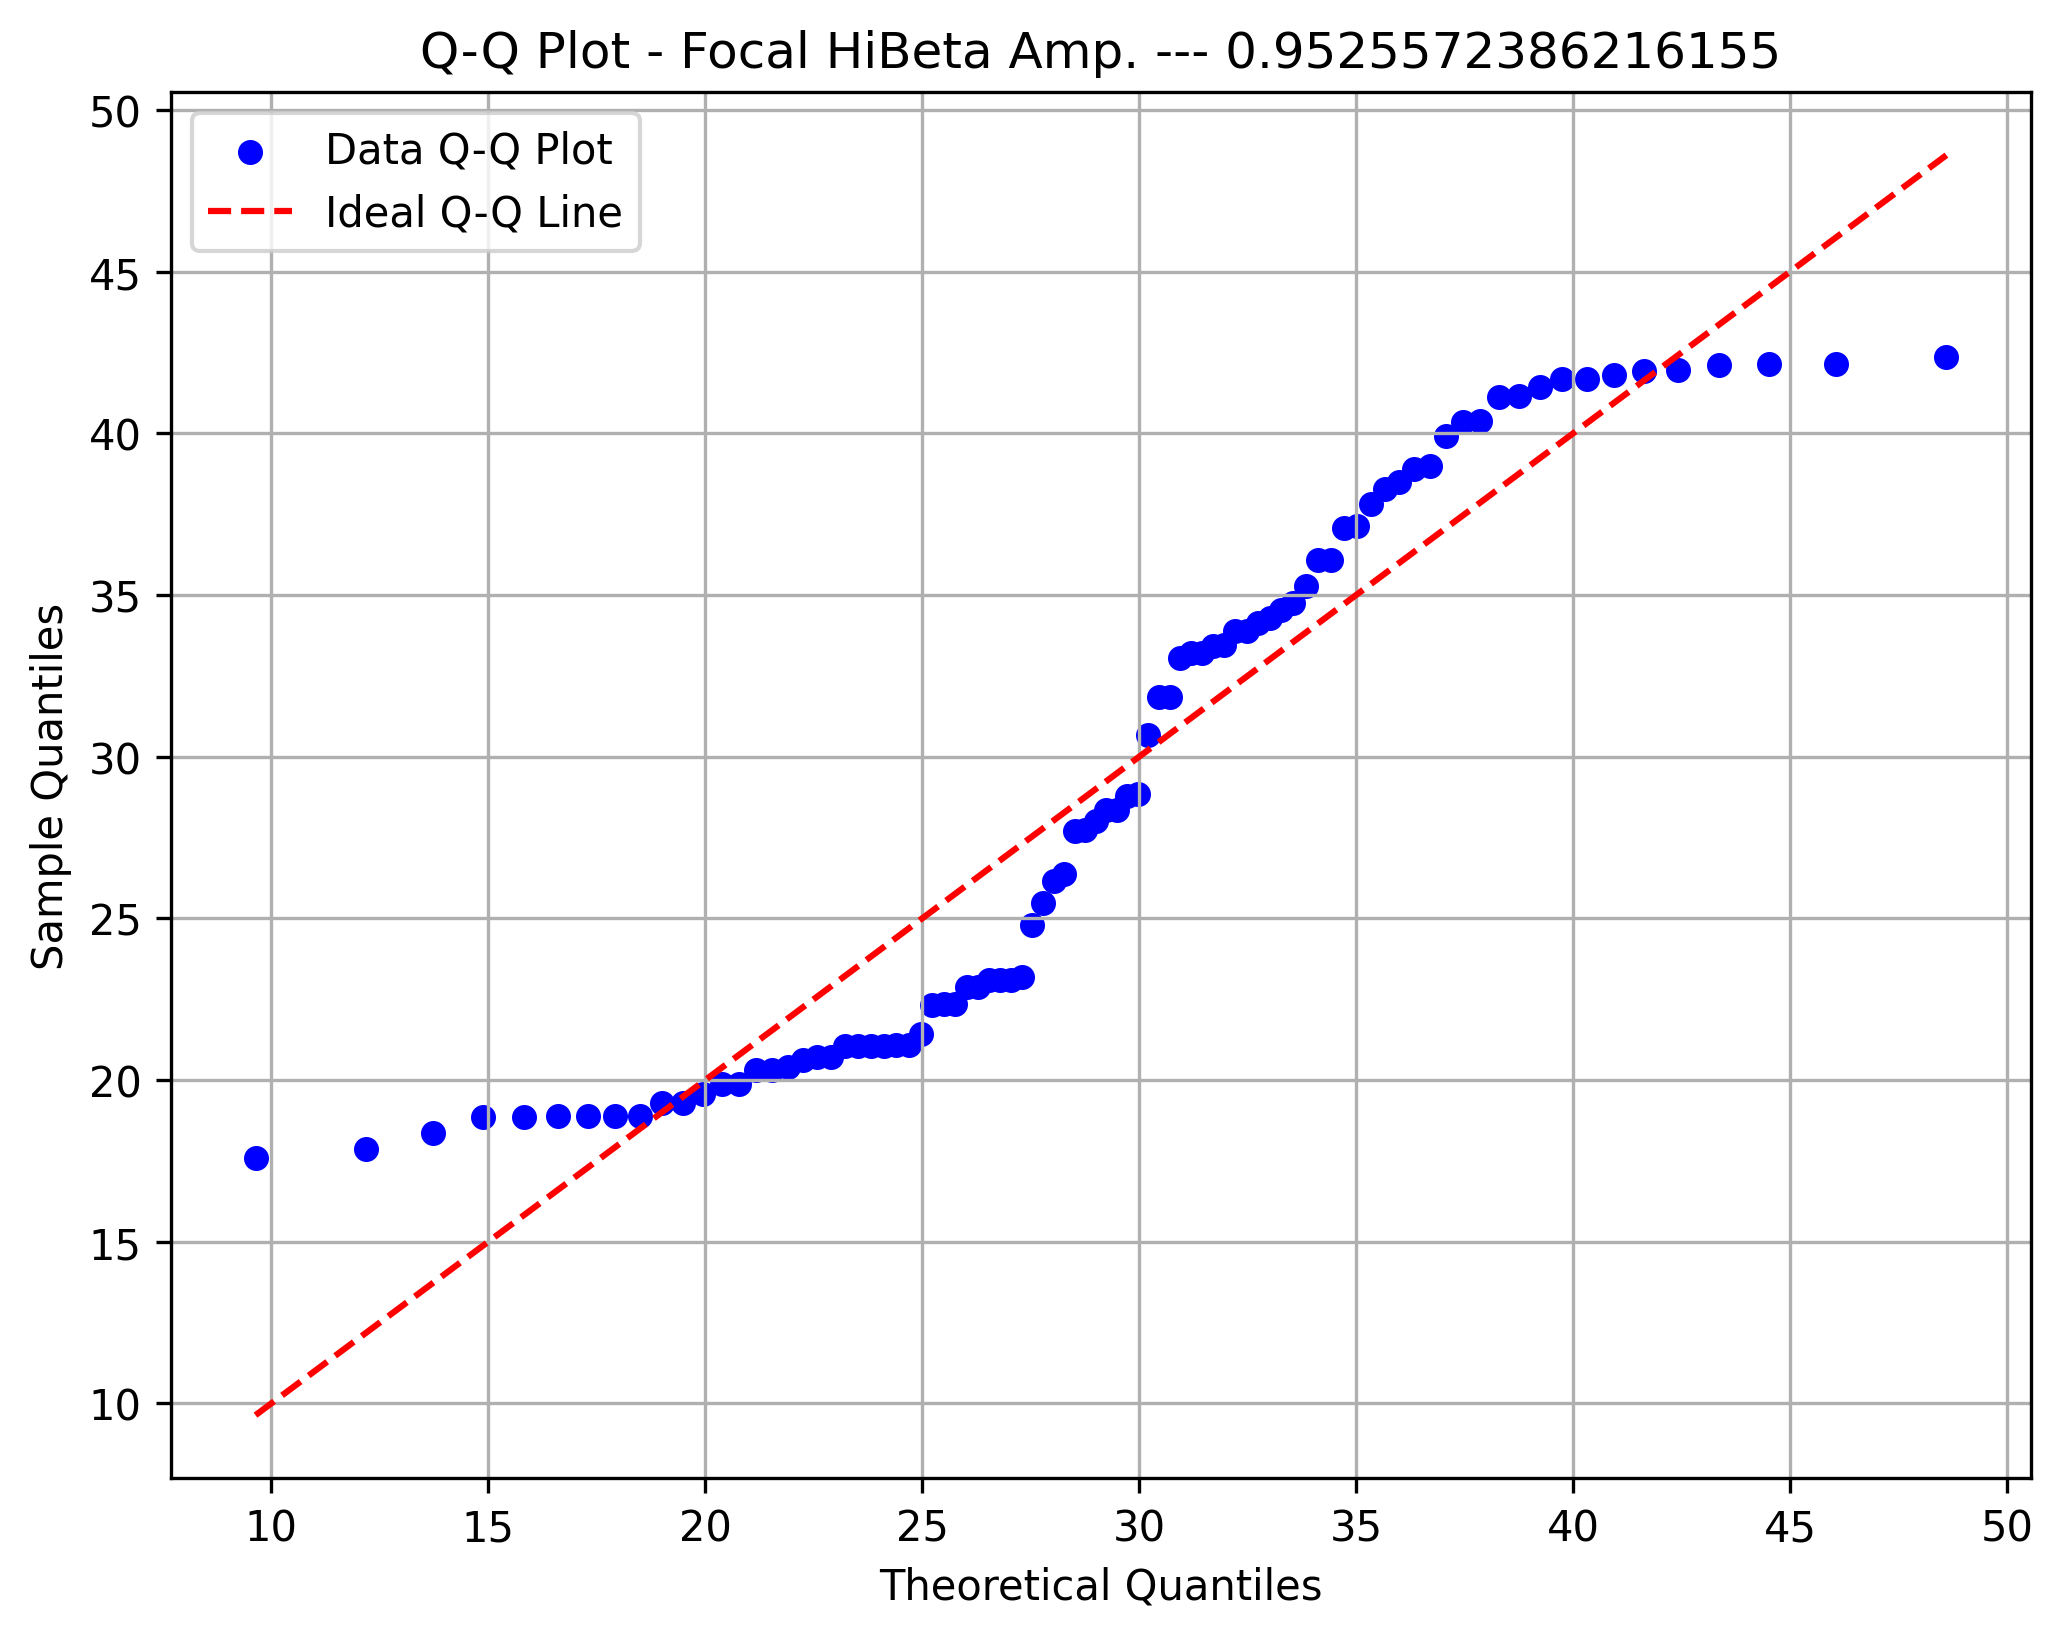 Q-Q Plot - Focal HiBeta Amp. --- 0.9525572386216155
Data Q-Q Plot
Ideal Q-Q Line
50
45
40
35
30
25
20
15
10
Sample Quantiles
10 15 20 25 30 35 40 45 50
Theoretical Quantiles